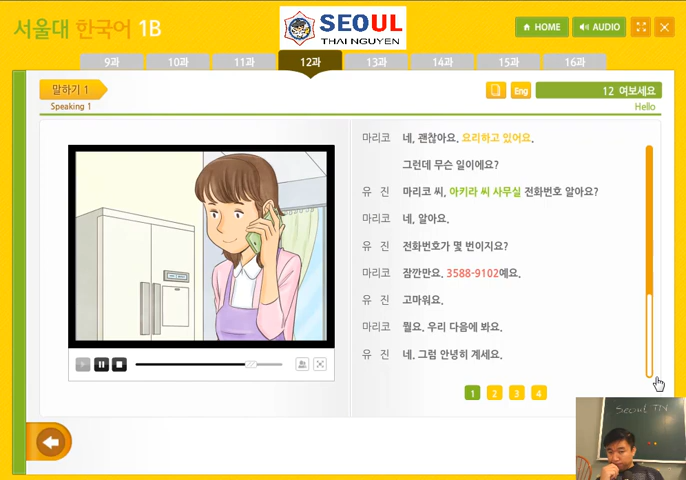 서울대 한국어 1B
SEOUL
THAI NGUYEN
HOME
AUDIO
9과 10과 11과 12과 13과 14과 15과 16과
말하기 1
Speaking 1
Eng
12 여보세요
Hello
마리코 네, 괜찮아요. 요리하고 있어요.
그런데 무슨 일이에요?
유 진 마리코 씨, 아키라 씨 사무실 전화번호 알아요?
마리코 네, 알아요.
유 진 전화번호가 몇 번이지요?
마리코 잠깐만요. 3588-9102예요.
유 진 고마워요.
마리코 뭘요. 우리 다음에 봐요.
유 진 네. 그럼 안녕히 계세요.
1 2 3 4
Seoul TN